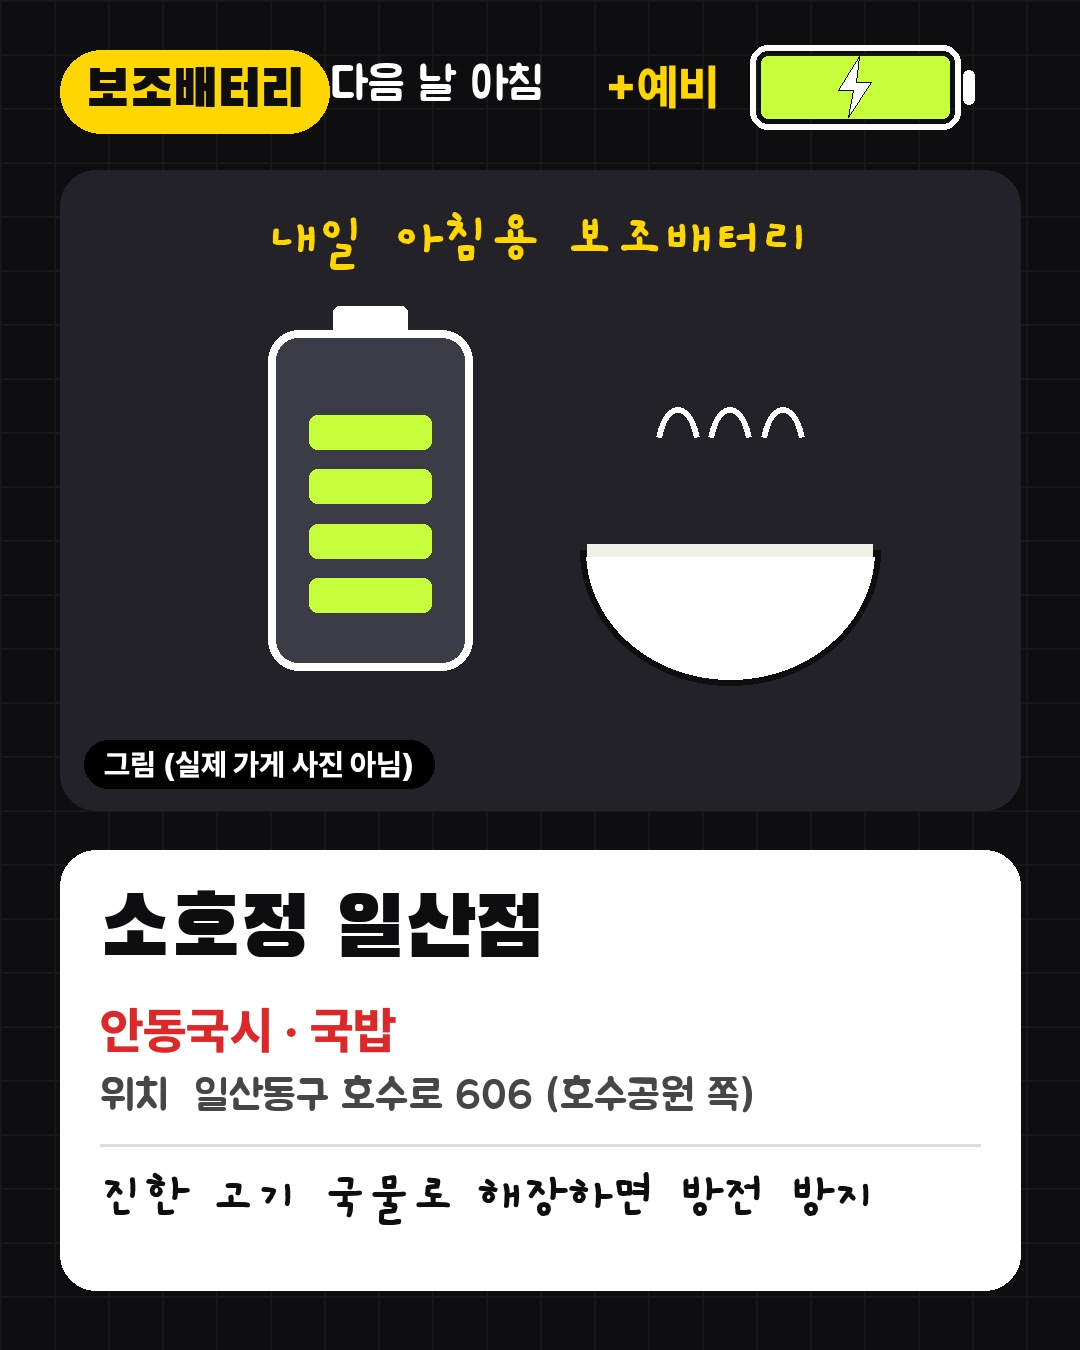 보조배터리 다음 날 아침 +예비
내일 아침용 보조배터리
그림 (실제 가게 사진 아님)
소호정 일산점
안동국시 · 국밥
위치 일산동구 호수로 606 (호수공원 쪽)
진한 고기 국물로 해장하면 방전 방지